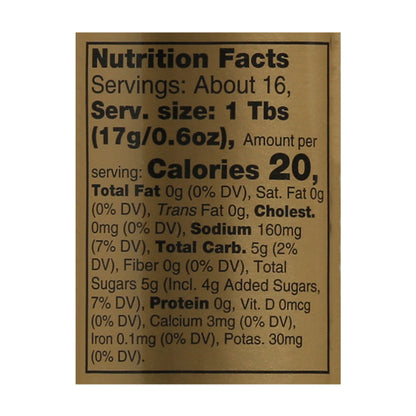 Nutrition Facts
Servings: About 16,
Serv. size: 1 Tbs
(17g/0.6oz), Amount per
serving: Calories 20,
Total Fat 0g (0% DV), Sat. Fat 0g
(0% DV), Trans Fat 0g, Cholest.
0mg (0% DV), Sodium 160mg
(7% DV), Total Carb. 5g (2%
DV), Fiber 0g (0% DV), Total
Sugars 5g (Incl. 4g Added Sugars,
7% DV), Protein 0g, Vit. D 0mcg
(0% DV), Calcium 3mg (0% DV),
Iron 0.1mg (0% DV), Potas. 30mg
(0% DV).